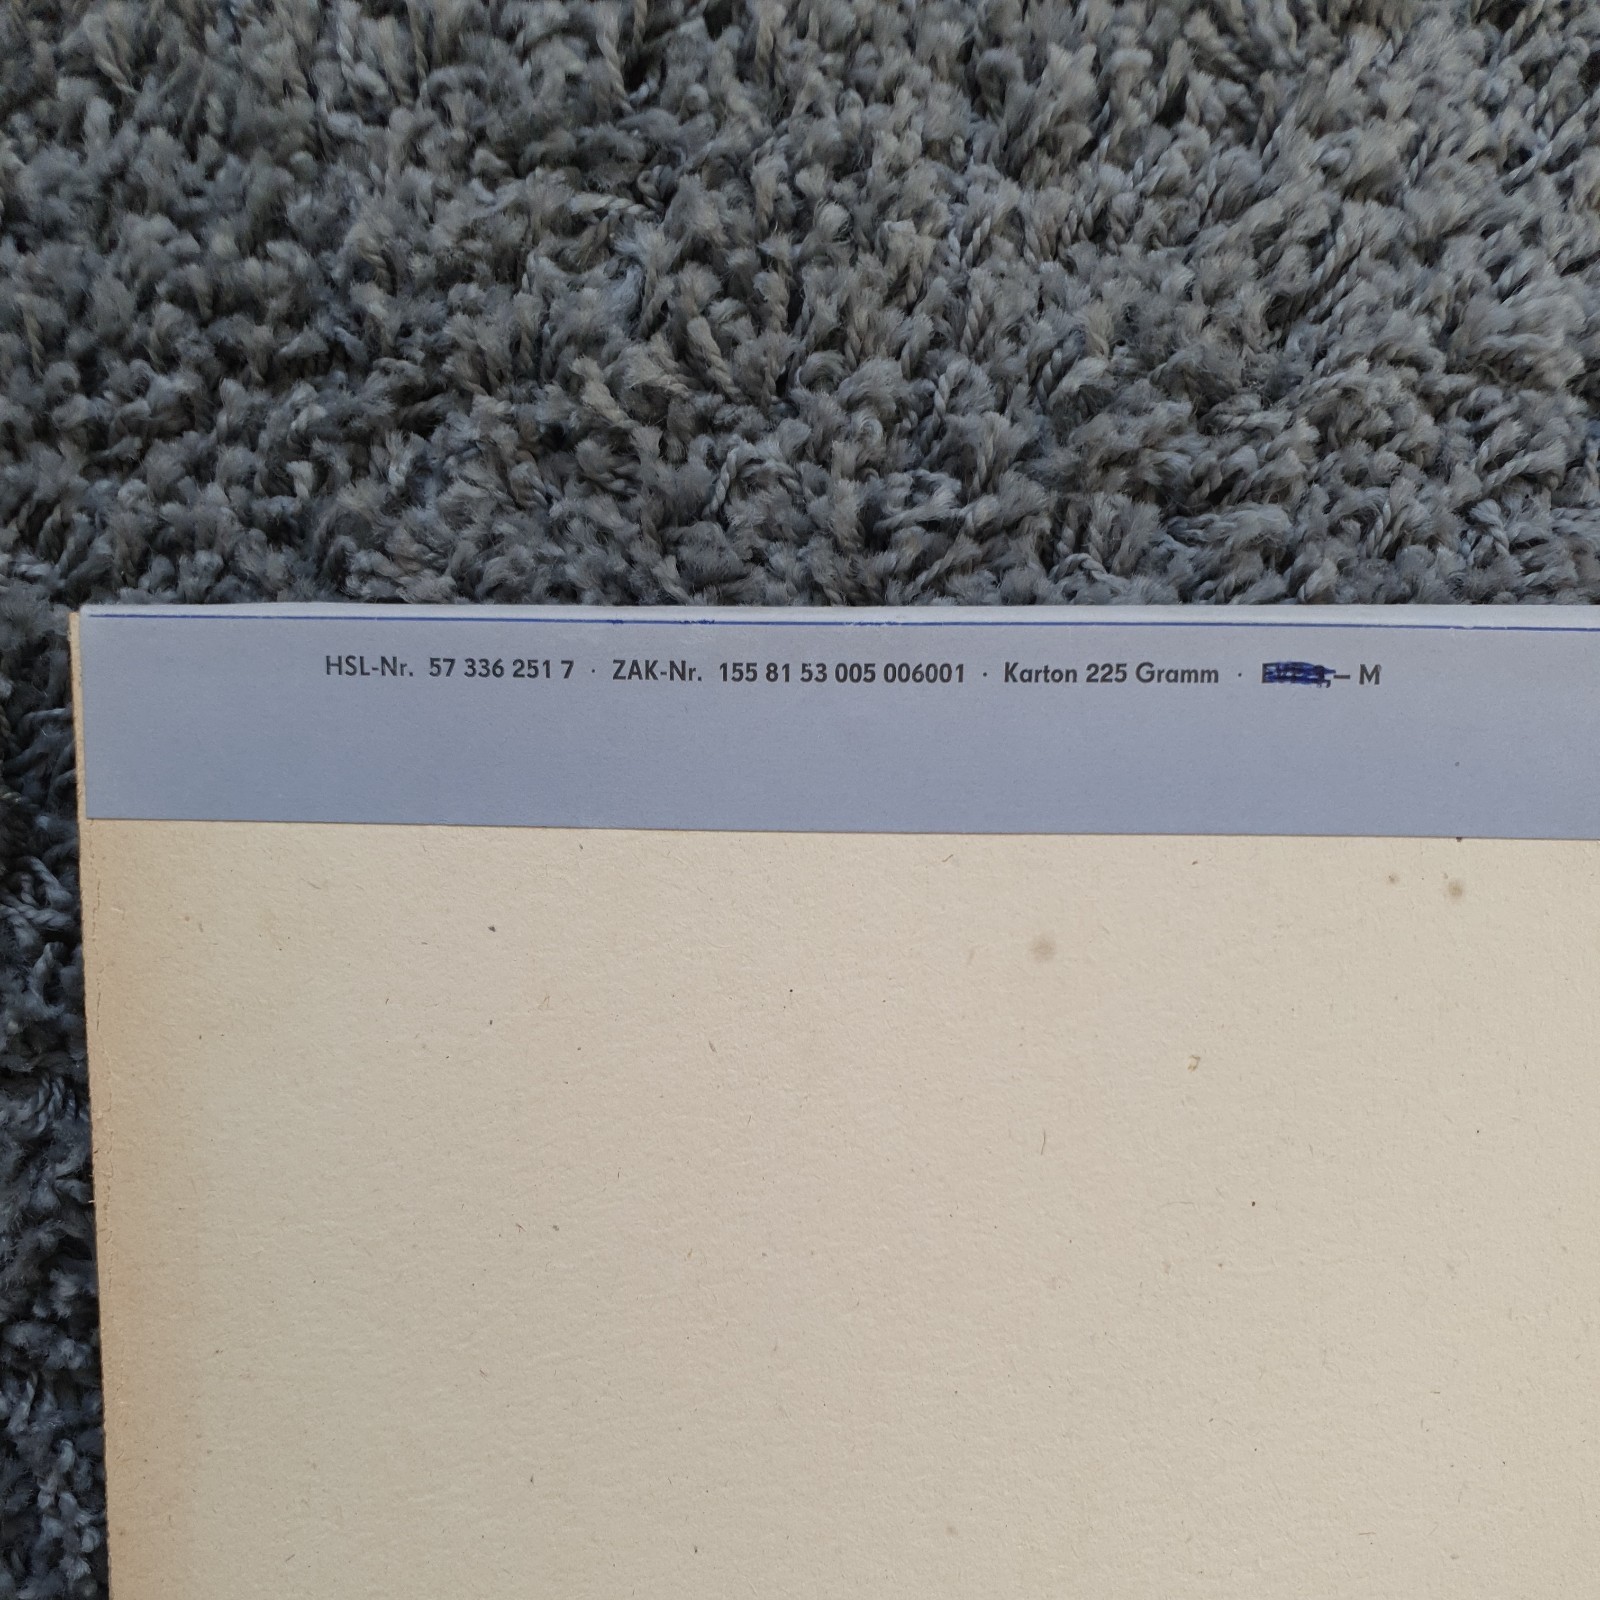 HSL-Nr. 57 336 251 7 · ZAK-Nr. 155 81 53 005 006001 · Karton 225 Gramm · ,– M